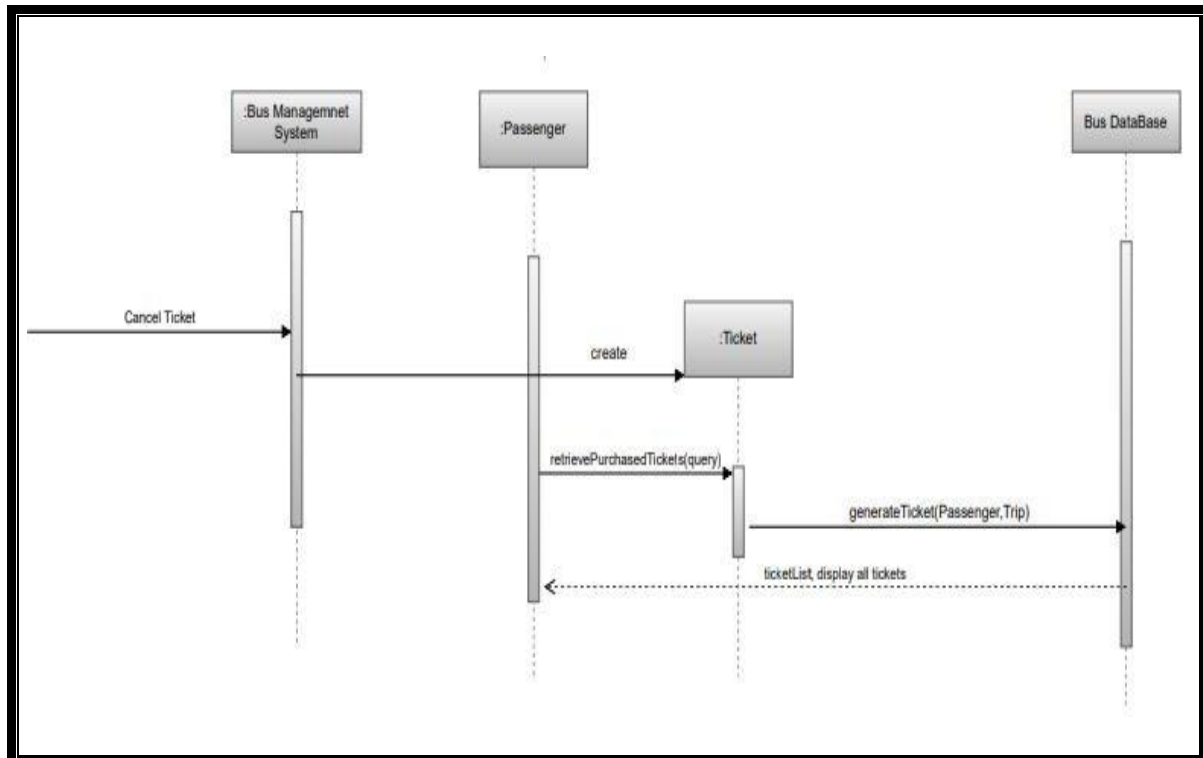 :Bus Managemnet
System
:Passenger
Bus DataBase
Cancel Ticket
:Ticket
create
retrievePurchasedTickets(query)
generateTicket(Passenger,Trip)
ticketList, display all tickets